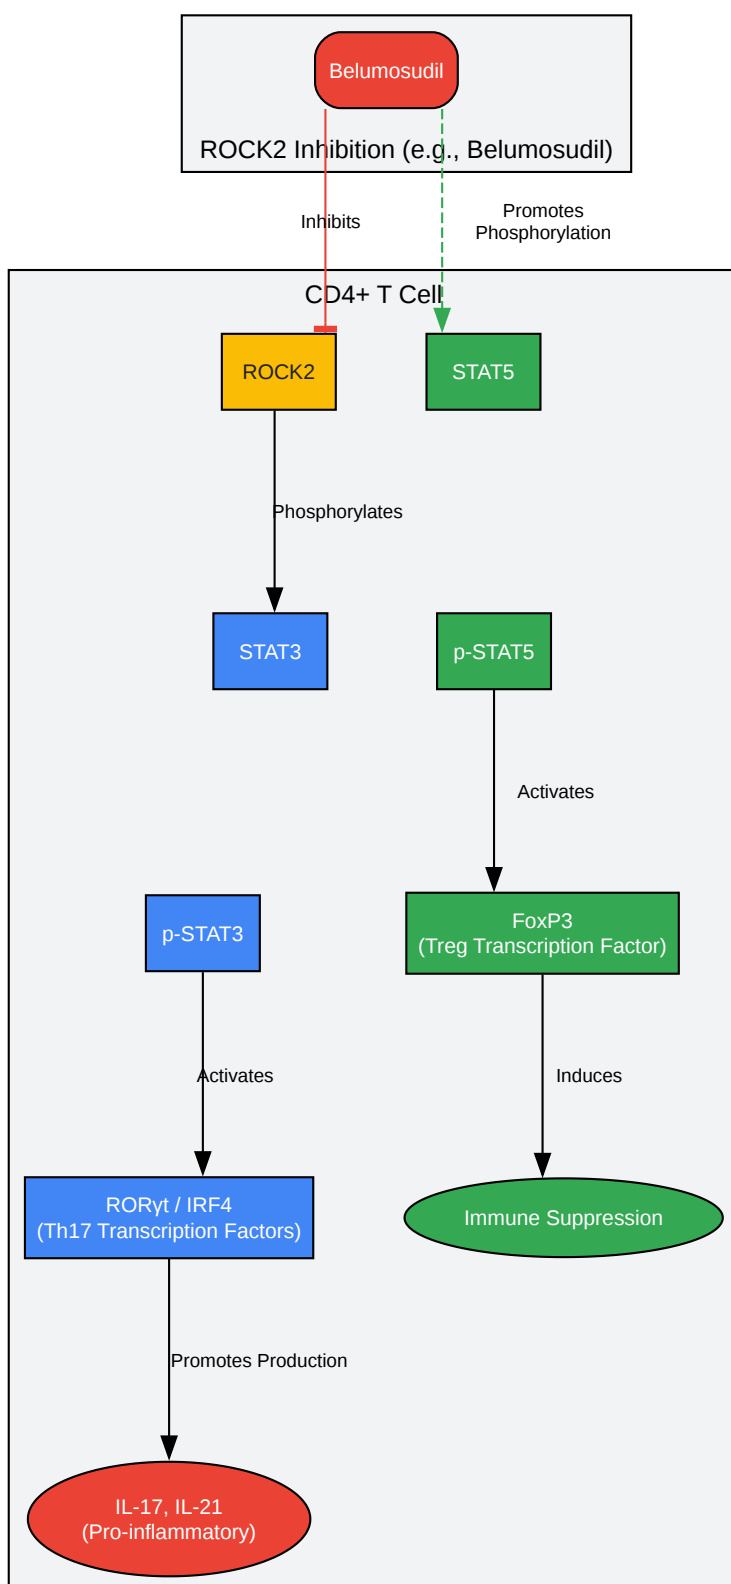 Belumosudil
ROCK2 Inhibition (e.g., Belumosudil)
Inhibits
Promotes
Phosphorylation
CD4+ T Cell
ROCK2
STAT5
Phosphorylates
STAT3
p-STAT5
Activates
p-STAT3
FoxP3
(Treg Transcription Factor)
Activates
Induces
RORγt / IRF4
(Th17 Transcription Factors)
Immune Suppression
Promotes Production
IL-17, IL-21
(Pro-inflammatory)